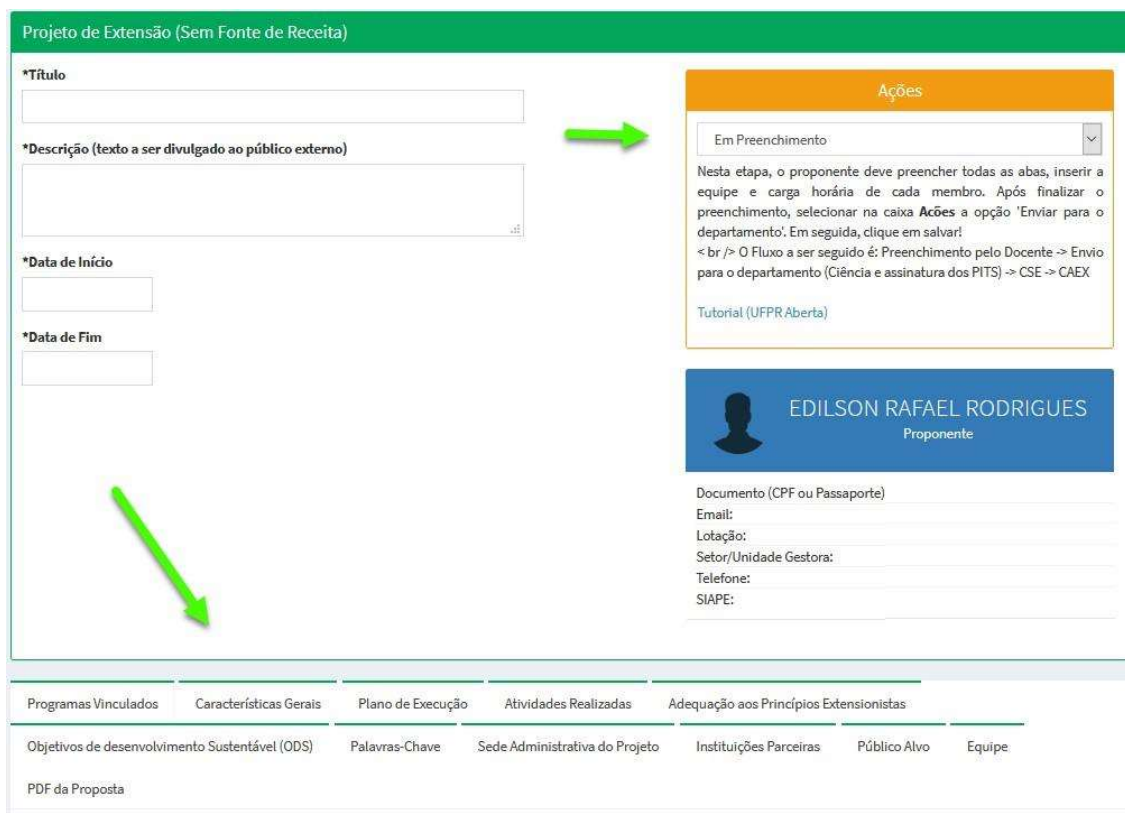 Projeto de Extensão (Sem Fonte de Receita)
*Título
*Descrição (texto a ser divulgado ao público externo)
*Data de Início
*Data de Fim
Ações
Em Preenchimento
Nesta etapa, o proponente deve preencher todas as abas, inserir a
equipe e carga horária de cada membro. Após finalizar o
preenchimento, selecionar na caixa Acões a opção 'Enviar para o
departamento'. Em seguida, clique em salvar!
< br /> O Fluxo a ser seguido é: Preenchimento pelo Docente -> Envio
para o departamento (Ciência e assinatura dos PITS) -> CSE -> CAEX
Tutorial (UFPR Aberta)
EDILSON RAFAEL RODRIGUES
Proponente
Documento (CPF ou Passaporte)
Email:
Lotação:
Setor/Unidade Gestora:
Telefone:
SIAPE:
Programas Vinculados Características Gerais Plano de Execução Atividades Realizadas Adequação aos Princípios Extensionistas
Objetivos de desenvolvimento Sustentável (ODS) Palavras-Chave Sede Administrativa do Projeto Instituições Parceiras Público Alvo Equipe
PDF da Proposta